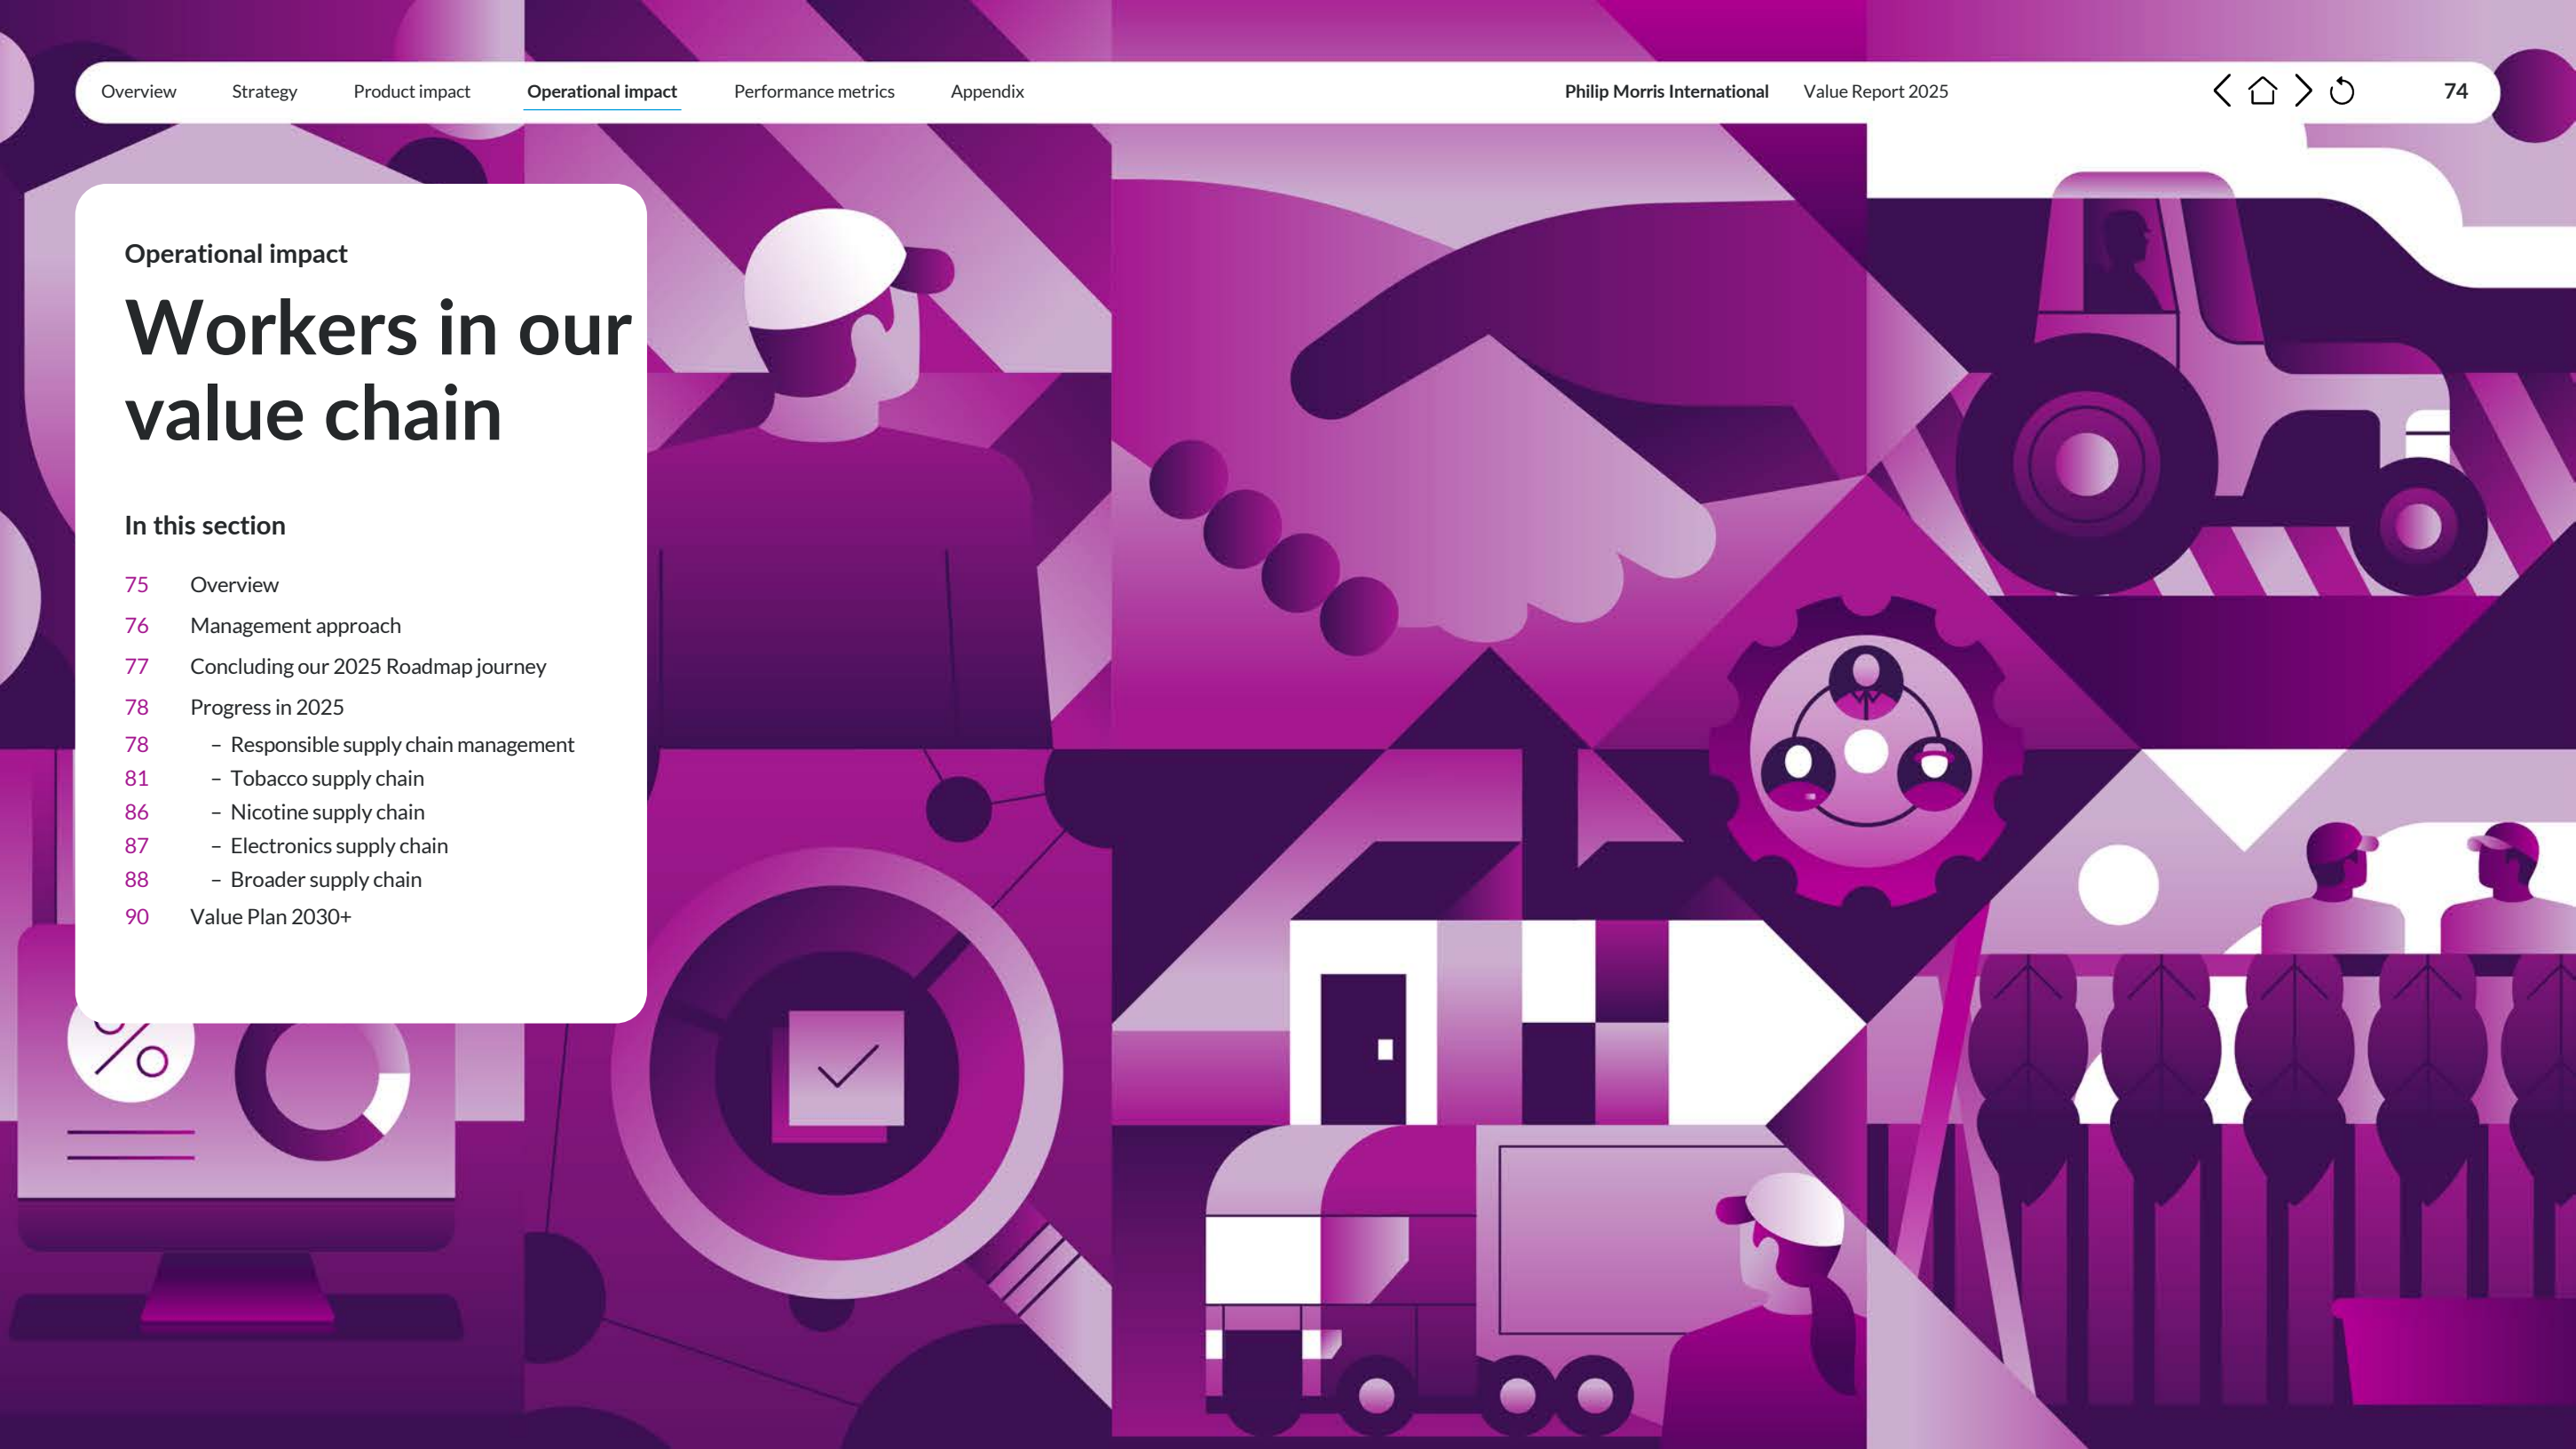 Overview Strategy Product impact Operational impact Performance metrics Appendix Philip Morris International Value Report 2025 74
Operational impact
Workers in our
value chain
In this section
75 Overview
76 Management approach
77 Concluding our 2025 Roadmap journey
78 Progress in 2025
78 – Responsible supply chain management
81 – Tobacco supply chain
86 – Nicotine supply chain
87 – Electronics supply chain
88 – Broader supply chain
90 Value Plan 2030+
%